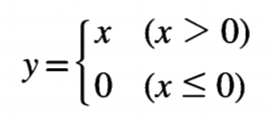 y = { x (x > 0)
0 (x ≤ 0)